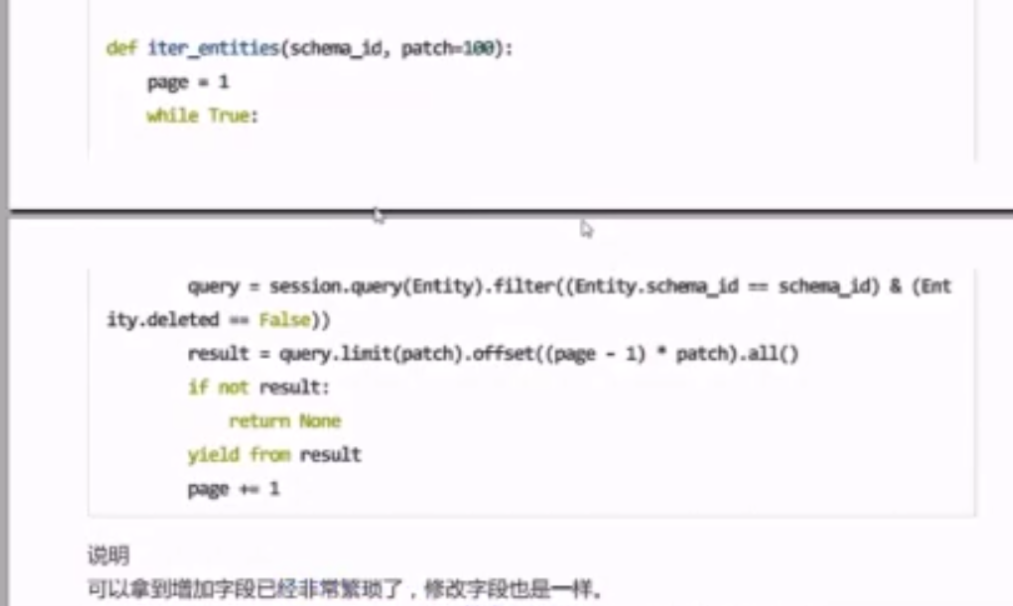 def iter_entities(schema_id, patch=100):
page = 1
while True:
query = session.query(Entity).filter((Entity.schema_id == schema_id) & (Ent
ity.deleted == False))
result = query.limit(patch).offset((page - 1) * patch).all()
if not result:
return None
yield from result
page += 1
说明
可以拿到增加字段已经非常繁琐了，修改字段也是一样。